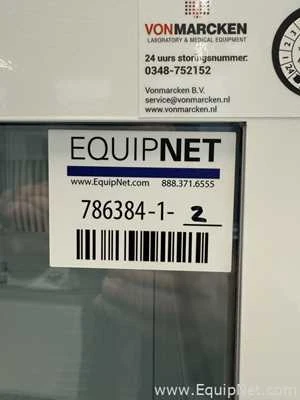 VONMARCKEN
LABORATORY & MEDICAL EQUIPMENT
24 uurs storingsnummer:
0348-752152
Vonmarcken B.V.
service@vonmarcken.nl
www.vonmarcken.nl
EQUIPNET
www.EquipNet.com 888.371.6555
786384-1- 2
www.EquipNet.com